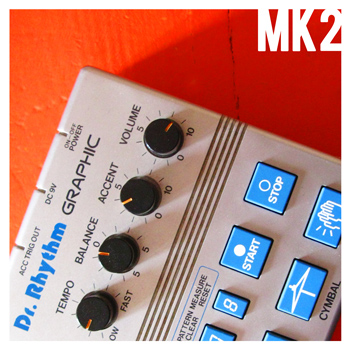 MK2
ON · OFF
POWER
DC 9V
ACC TRIG OUT
Dr. Rhythm
GRAPHIC
VOLUME
5
0
10
ACCENT
5
0
10
BALANCE
5
0
5
TEMPO
FAST
STOP
START
PATTERN MEASURE
CLEAR RESET
8
CYMBAL